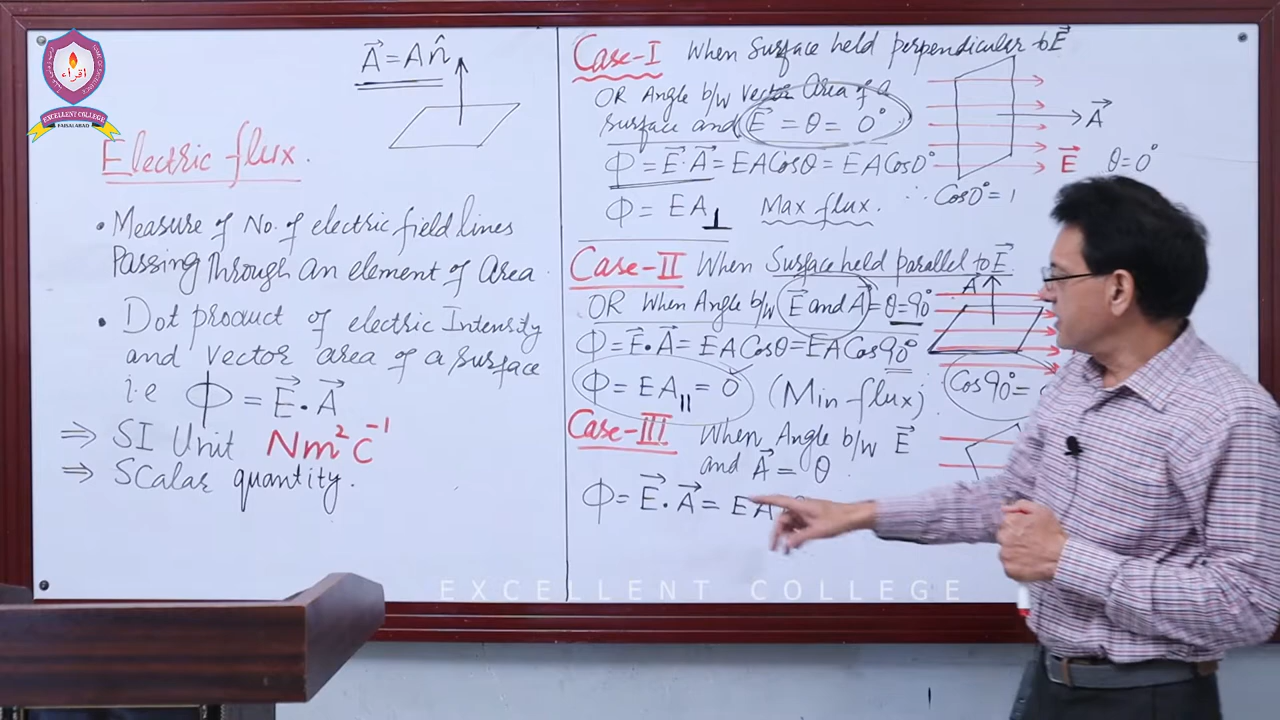 A⃗ = An̂
Electric flux.
• Measure of No. of electric field lines
Passing Through An element of Area.
• Dot product of electric Intensity
and vector area of a surface
i.e Φ = E⃗ · A⃗
⇒ SI Unit Nm²C⁻¹
⇒ Scalar quantity.
Case-I When Surface held perpendicular to E⃗
OR Angle b/w vector Area of a
surface and E⃗ = θ = 0°
Φ = E⃗ · A⃗ = EACosθ = EACos0°
Φ = EA⊥ Max flux. ∵ Cos0° = 1
A⃗
E⃗ θ = 0°
Case-II When Surface held parallel to E⃗.
OR When Angle b/w E⃗ and A⃗ = θ = 90°
Φ = E⃗ · A⃗ = EACosθ = EACos90°
Φ = EA|| = 0 (Min flux)
A
Cos90° =
Case-III. When Angle b/w E⃗
and A⃗ = θ.
Φ = E⃗ · A⃗ = EA
EXCELLENT COLLEGE
FAISALABAD
اقراء
EXCELLENT COLLEGE